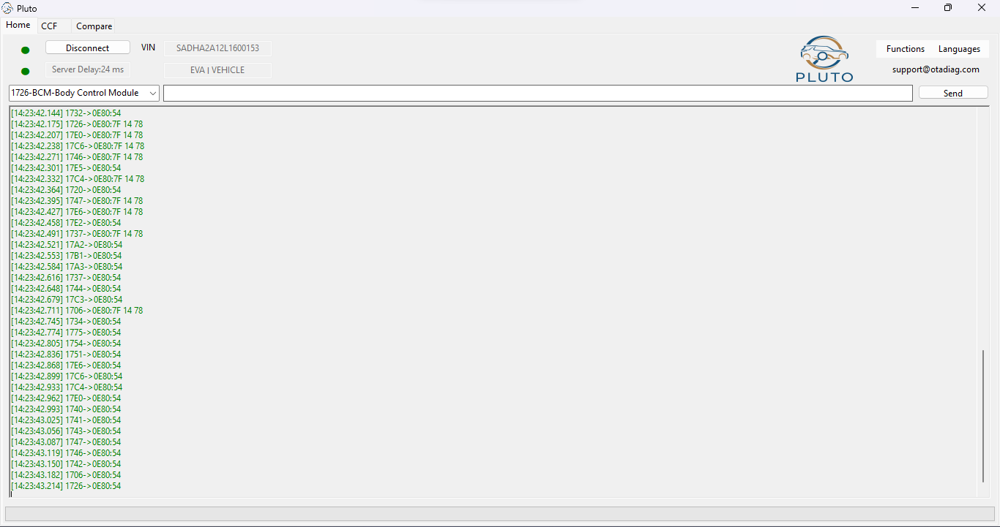 Pluto
Home CCF Compare
Disconnect VIN SADHA2A12L1600153
Functions Languages
Server Delay:24 ms EVA | VEHICLE
support@otadiag.com
PLUTO
1726-BCM-Body Control Module Send
[14:23:42.144] 1732->0E80:54
[14:23:42.175] 1726->0E80:7F 14 78
[14:23:42.207] 17E0->0E80:7F 14 78
[14:23:42.238] 17C6->0E80:7F 14 78
[14:23:42.271] 1746->0E80:7F 14 78
[14:23:42.301] 17E5->0E80:54
[14:23:42.332] 17C4->0E80:7F 14 78
[14:23:42.364] 1720->0E80:54
[14:23:42.395] 1747->0E80:7F 14 78
[14:23:42.427] 17E6->0E80:7F 14 78
[14:23:42.458] 17E2->0E80:54
[14:23:42.491] 1737->0E80:7F 14 78
[14:23:42.521] 17A2->0E80:54
[14:23:42.553] 17B1->0E80:54
[14:23:42.584] 17A3->0E80:54
[14:23:42.616] 1737->0E80:54
[14:23:42.648] 1744->0E80:54
[14:23:42.679] 17C3->0E80:54
[14:23:42.711] 1706->0E80:7F 14 78
[14:23:42.745] 1734->0E80:54
[14:23:42.774] 1775->0E80:54
[14:23:42.805] 1754->0E80:54
[14:23:42.836] 1751->0E80:54
[14:23:42.868] 17E6->0E80:54
[14:23:42.899] 17C6->0E80:54
[14:23:42.933] 17C4->0E80:54
[14:23:42.962] 17E0->0E80:54
[14:23:42.993] 1740->0E80:54
[14:23:43.025] 1741->0E80:54
[14:23:43.056] 1743->0E80:54
[14:23:43.087] 1747->0E80:54
[14:23:43.119] 1746->0E80:54
[14:23:43.150] 1742->0E80:54
[14:23:43.182] 1706->0E80:54
[14:23:43.214] 1726->0E80:54